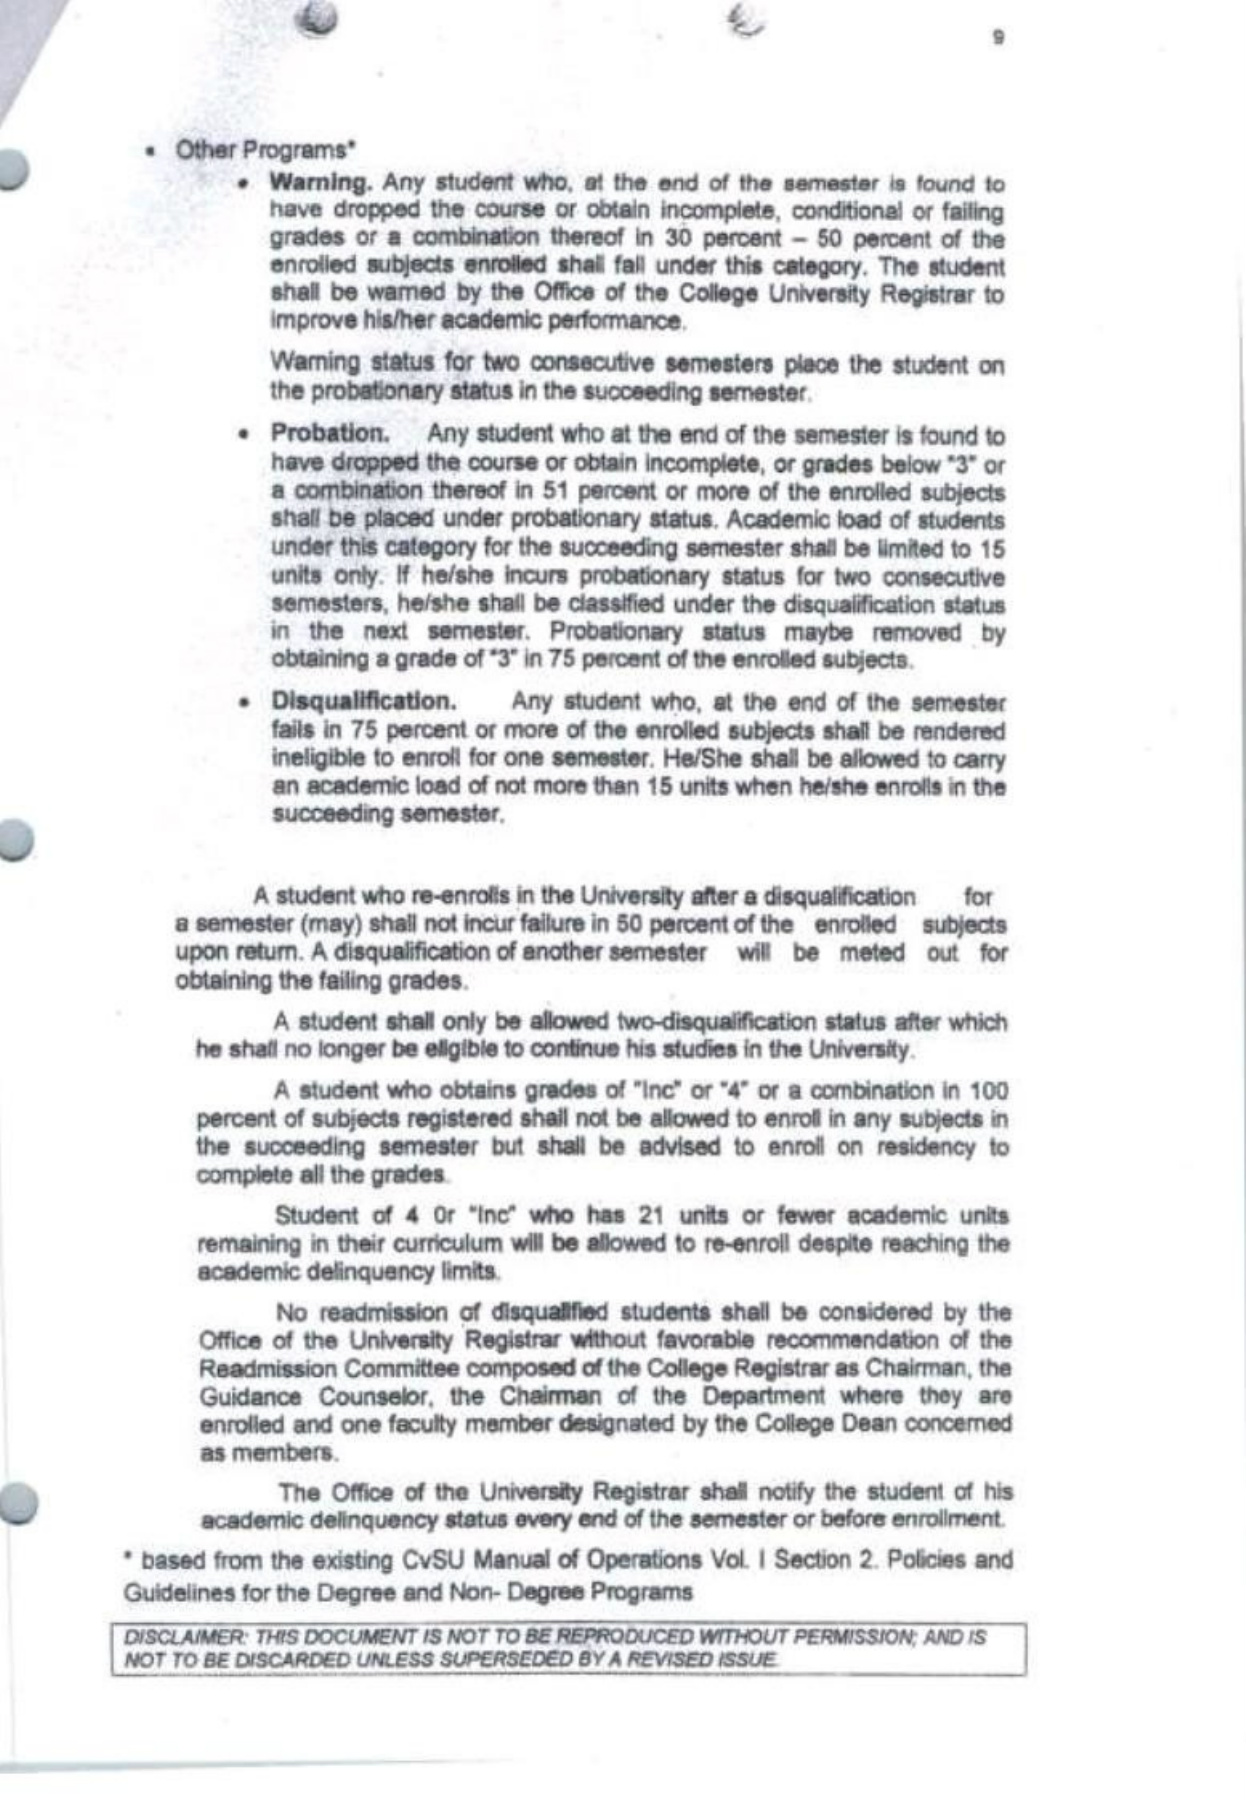 9
• Other Programs*
• Warning. Any student who, at the end of the semester is found to
have dropped the course or obtain incomplete, conditional or failing
grades or a combination thereof in 30 percent – 50 percent of the
enrolled subjects enrolled shall fall under this category. The student
shall be warned by the Office of the College University Registrar to
improve his/her academic performance.
Warning status for two consecutive semesters place the student on
the probationary status in the succeeding semester.
• Probation. Any student who at the end of the semester is found to
have dropped the course or obtain incomplete, or grades below "3" or
a combination thereof in 51 percent or more of the enrolled subjects
shall be placed under probationary status. Academic load of students
under this category for the succeeding semester shall be limited to 15
units only. If he/she incurs probationary status for two consecutive
semesters, he/she shall be classified under the disqualification status
in the next semester. Probationary status maybe removed by
obtaining a grade of "3" in 75 percent of the enrolled subjects.
• Disqualification. Any student who, at the end of the semester
fails in 75 percent or more of the enrolled subjects shall be rendered
ineligible to enroll for one semester. He/She shall be allowed to carry
an academic load of not more than 15 units when he/she enrolls in the
succeeding semester.
A student who re-enrolls in the University after a disqualification for
a semester (may) shall not incur failure in 50 percent of the enrolled subjects
upon return. A disqualification of another semester will be meted out for
obtaining the failing grades.
A student shall only be allowed two-disqualification status after which
he shall no longer be eligible to continue his studies in the University.
A student who obtains grades of "Inc" or "4" or a combination in 100
percent of subjects registered shall not be allowed to enroll in any subjects in
the succeeding semester but shall be advised to enroll on residency to
complete all the grades.
Student of 4 0r "Inc" who has 21 units or fewer academic units
remaining in their curriculum will be allowed to re-enroll despite reaching the
academic delinquency limits.
No readmission of disqualified students shall be considered by the
Office of the University Registrar without favorable recommendation of the
Readmission Committee composed of the College Registrar as Chairman, the
Guidance Counselor, the Chairman of the Department where they are
enrolled and one faculty member designated by the College Dean concerned
as members.
The Office of the University Registrar shall notify the student of his
academic delinquency status every end of the semester or before enrollment.
* based from the existing CvSU Manual of Operations Vol. I Section 2. Policies and
Guidelines for the Degree and Non- Degree Programs
DISCLAIMER: THIS DOCUMENT IS NOT TO BE REPRODUCED WITHOUT PERMISSION; AND IS
NOT TO BE DISCARDED UNLESS SUPERSEDED BY A REVISED ISSUE.